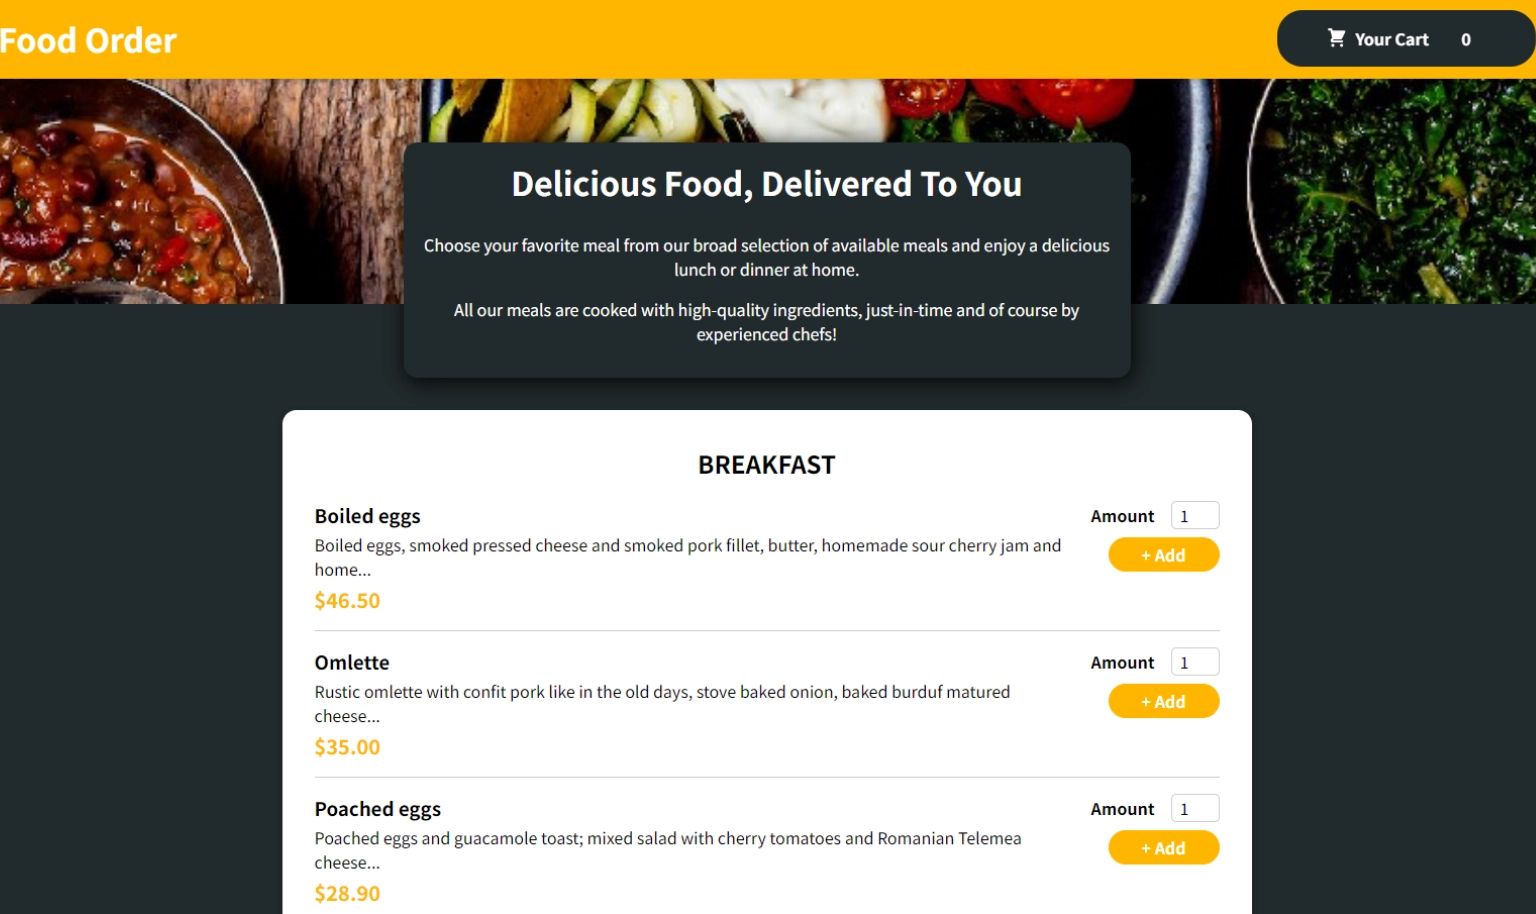 Food Order
Your Cart 0
Delicious Food, Delivered To You
Choose your favorite meal from our broad selection of available meals and enjoy a delicious
lunch or dinner at home.
All our meals are cooked with high-quality ingredients, just-in-time and of course by
experienced chefs!
BREAKFAST
Boiled eggs
Amount 1
Boiled eggs, smoked pressed cheese and smoked pork fillet, butter, homemade sour cherry jam and
home...
+ Add
$46.50
Omlette
Amount 1
Rustic omlette with confit pork like in the old days, stove baked onion, baked burduf matured
cheese...
+ Add
$35.00
Poached eggs
Amount 1
Poached eggs and guacamole toast; mixed salad with cherry tomatoes and Romanian Telemea
cheese...
+ Add
$28.90